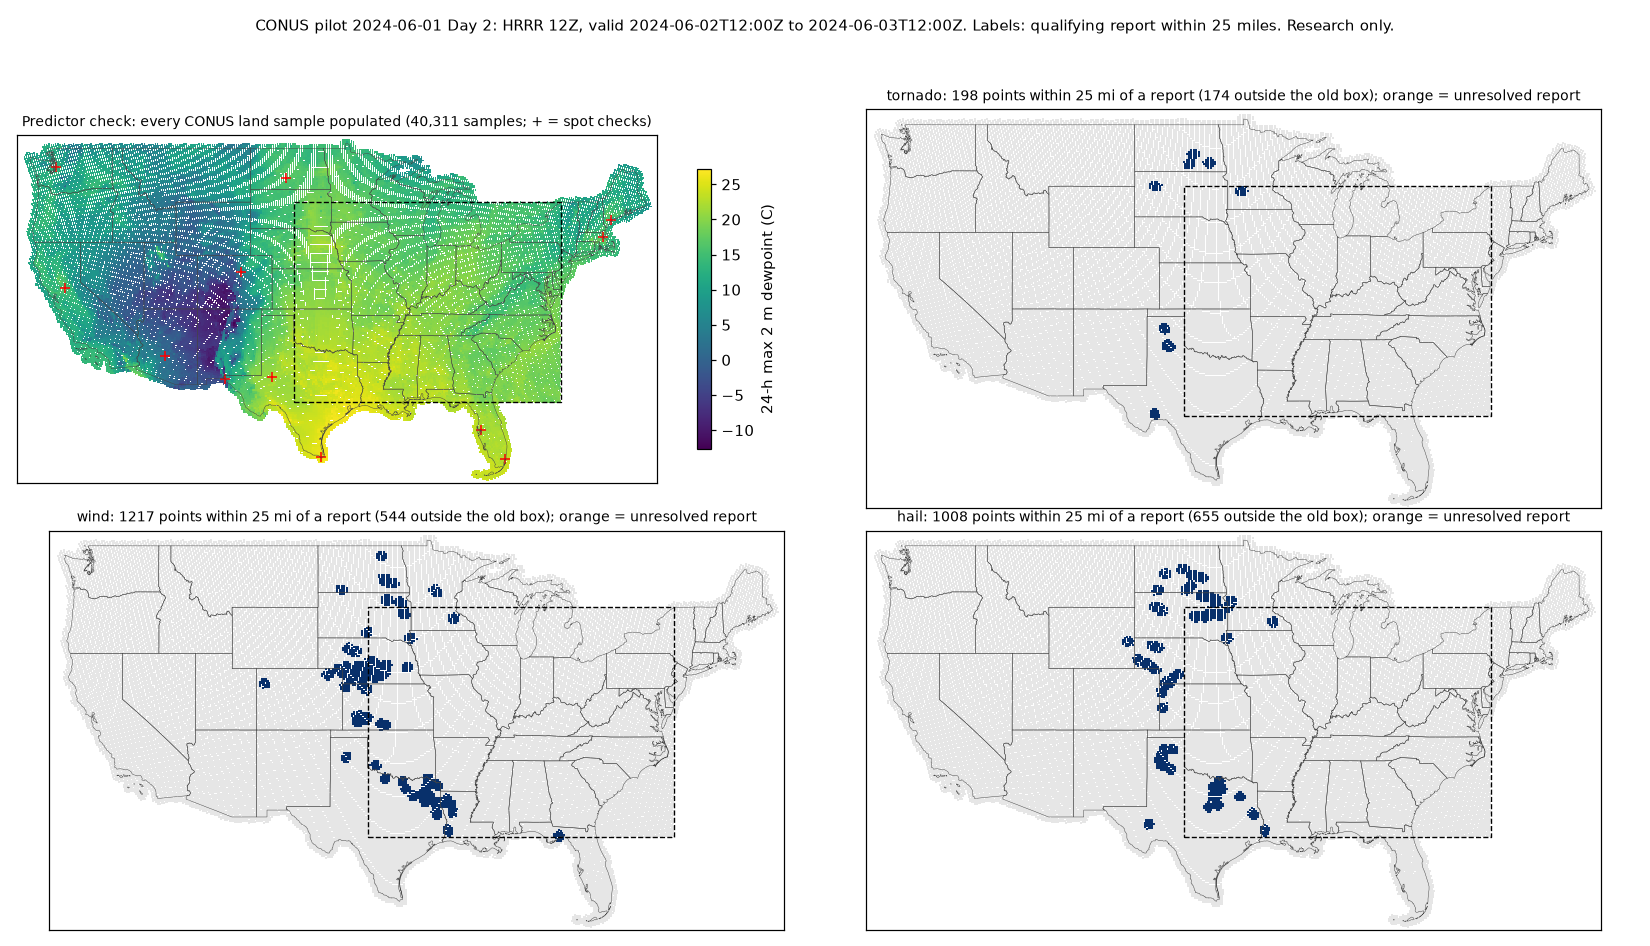 CONUS pilot 2024-06-01 Day 2: HRRR 12Z, valid 2024-06-02T12:00Z to 2024-06-03T12:00Z. Labels: qualifying report within 25 miles. Research only.
Predictor check: every CONUS land sample populated (40,311 samples; + = spot checks)
25
20
15
10
5
0
−5
−10
24-h max 2 m dewpoint (C)
tornado: 198 points within 25 mi of a report (174 outside the old box); orange = unresolved report
wind: 1217 points within 25 mi of a report (544 outside the old box); orange = unresolved report
hail: 1008 points within 25 mi of a report (655 outside the old box); orange = unresolved report